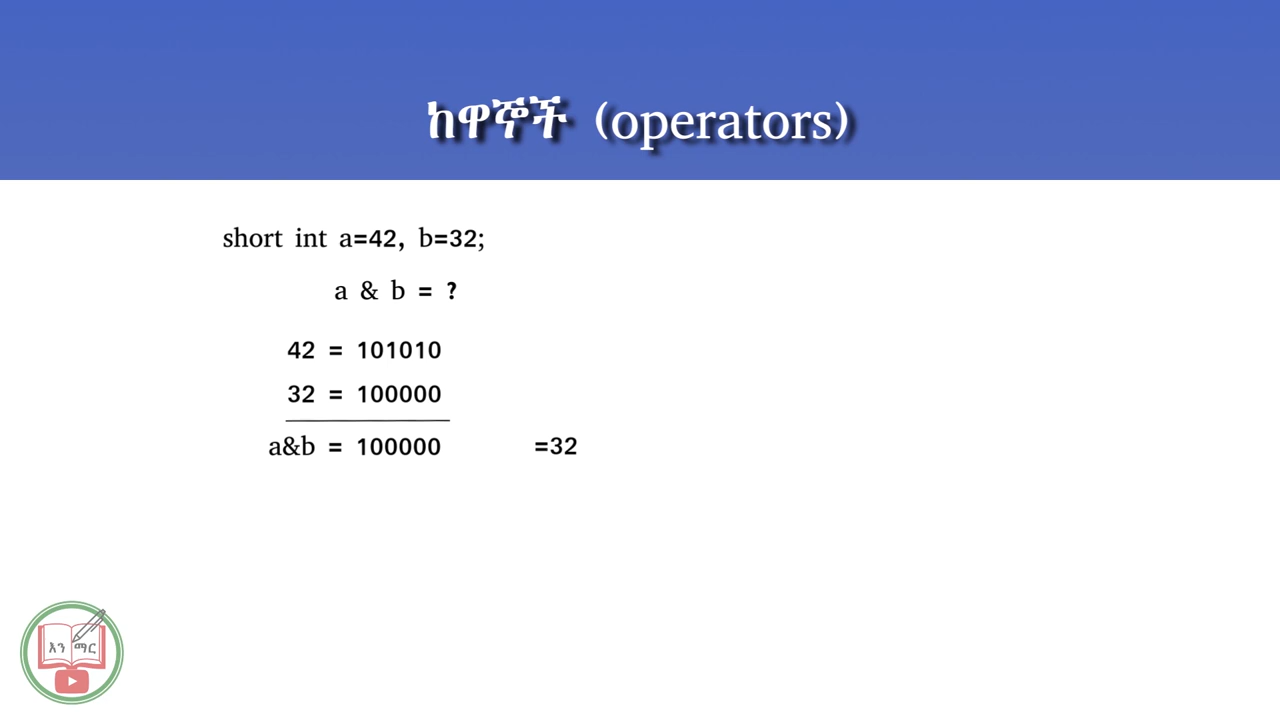 ከዋኞች (operators)
short int a=42, b=32;
a & b = ?
42 = 101010
32 = 100000
a&b = 100000 =32
እን ማር